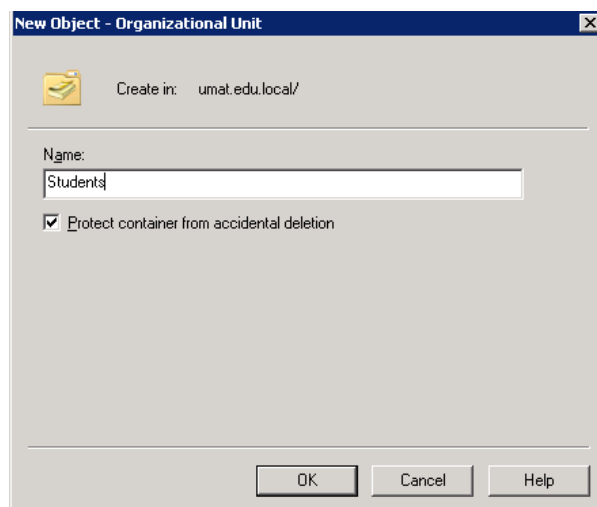 New Object - Organizational Unit
Create in: umat.edu.local/
Name:
Students
Protect container from accidental deletion
OK Cancel Help